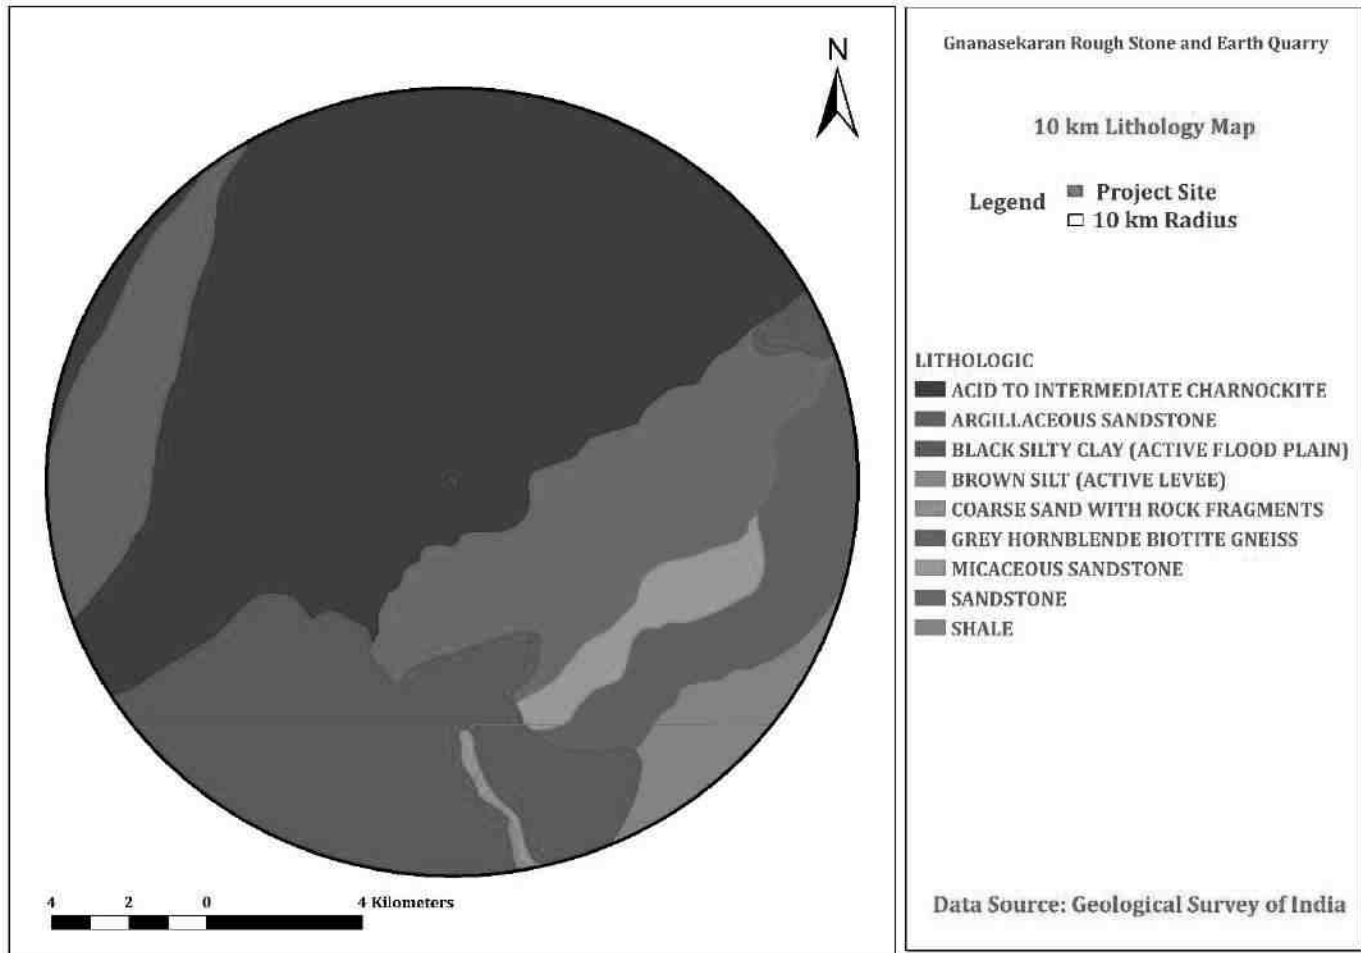 N
4 2 0 4 Kilometers
Gnanasekaran Rough Stone and Earth Quarry
10 km Lithology Map
Legend
Project Site
10 km Radius
LITHOLOGIC
ACID TO INTERMEDIATE CHARNOCKITE
ARGILLACEOUS SANDSTONE
BLACK SILTY CLAY (ACTIVE FLOOD PLAIN)
BROWN SILT (ACTIVE LEVEE)
COARSE SAND WITH ROCK FRAGMENTS
GREY HORNBLENDE BIOTITE GNEISS
MICACEOUS SANDSTONE
SANDSTONE
SHALE
Data Source: Geological Survey of India